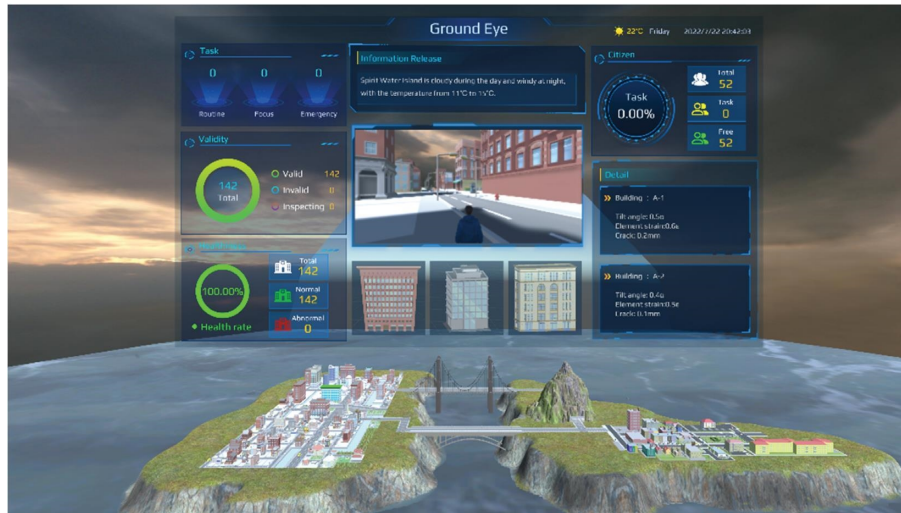 Ground Eye
22°C Friday 2022/7/22 20:42:03
Task
0 0 0
Routine Focus Emergency
Validity
142
Total
Valid 142
Invalid 0
Inspecting 0
100.00%
Health rate
Total
142
Normal
142
Abnormal
0
Information Release
Spirit Water Island is cloudy during the day and windy at night,
with the temperature from 11°C to 15°C.
Citizen
Task
0.00%
Total
52
Task
0
Free
52
Detail
Building : A-1
Tilt angle: 0.5α
Element strain:0.6ε
Crack: 0.2mm
Building : A-2
Tilt angle: 0.4α
Element strain:0.5ε
Crack: 0.1mm